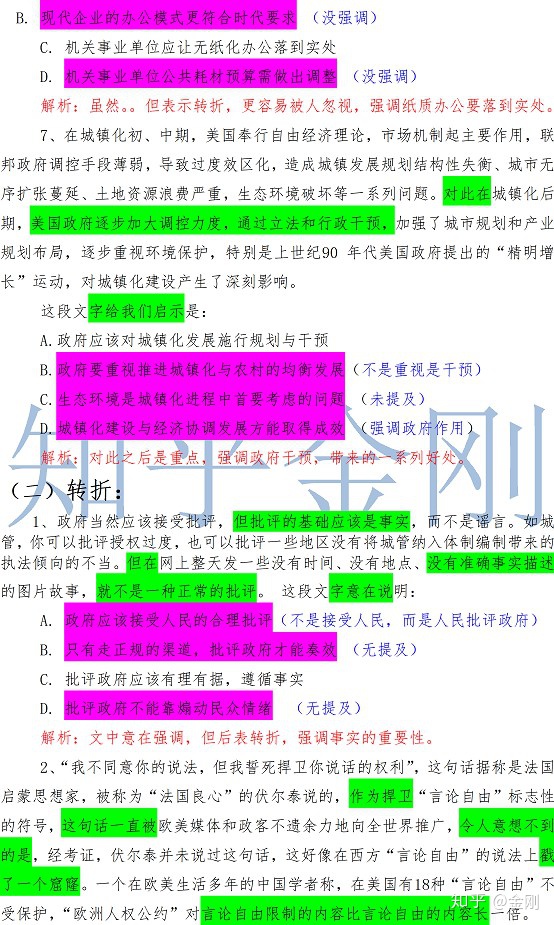 B. 现代企业的办公模式更符合时代要求 （没强调）
C. 机关事业单位应让无纸化办公落到实处
D. 机关事业单位公共耗材预算需做出调整 （没强调）
解析：虽然。。但表示转折，更容易被人忽视，强调纸质办公要落到实处。
7、在城镇化初、中期，美国奉行自由经济理论，市场机制起主要作用，联
邦政府调控手段薄弱，导致过度效区化，造成城镇发展规划结构性失衡、城市无
序扩张蔓延、土地资源浪费严重，生态环境破坏等一系列问题。对此在城镇化后
期，美国政府逐步加大调控力度，通过立法和行政干预，加强了城市规划和产业
规划布局，逐步重视环境保护，特别是上世纪90 年代美国政府提出的“精明增
长”运动，对城镇化建设产生了深刻影响。
这段文字给我们启示是：
A.政府应该对城镇化发展施行规划与干预
B.政府要重视推进城镇化与农村的均衡发展（不是重视是干预）
C.生态环境是城镇化进程中首要考虑的问题 （未提及）
D.城镇化建设与经济协调发展方能取得成效 （强调政府作用）
解析：对此之后是重点，强调政府干预，带来的一系列好处。
（二）转折：
1、政府当然应该接受批评，但批评的基础应该是事实，而不是谣言。如城
管，你可以批评授权过度，也可以批评一些地区没有将城管纳入体制编制带来的
执法倾向的不当。但在网上整天发一些没有时间、没有地点、没有准确事实描述
的图片故事，就不是一种正常的批评。 这段文字意在说明：
A. 政府应该接受人民的合理批评（不是接受人民，而是人民批评政府）
B. 只有走正规的渠道，批评政府才能奏效 （无提及）
C. 批评政府应该有理有据，遵循事实
D. 批评政府不能靠煽动民众情绪 （无提及）
解析：文中意在强调，但后表转折，强调事实的重要性。
2、“我不同意你的说法，但我誓死捍卫你说话的权利”，这句话据称是法国
启蒙思想家，被称为“法国良心”的伏尔泰说的，作为捍卫“言论自由”标志性
的符号，这句话一直被欧美媒体和政客不遗余力地向全世界推广，令人意想不到
的是，经考证，伏尔泰并未说过这句话，这好像在西方“言论自由”的说法上戳
了一个窟窿。一个在欧美生活多年的中国学者称，在美国有18种“言论自由”不
受保护，“欧洲人权公约”对言论自由限制的内容比言论自由的内容长一倍。
知乎 金刚
知乎 @金刚